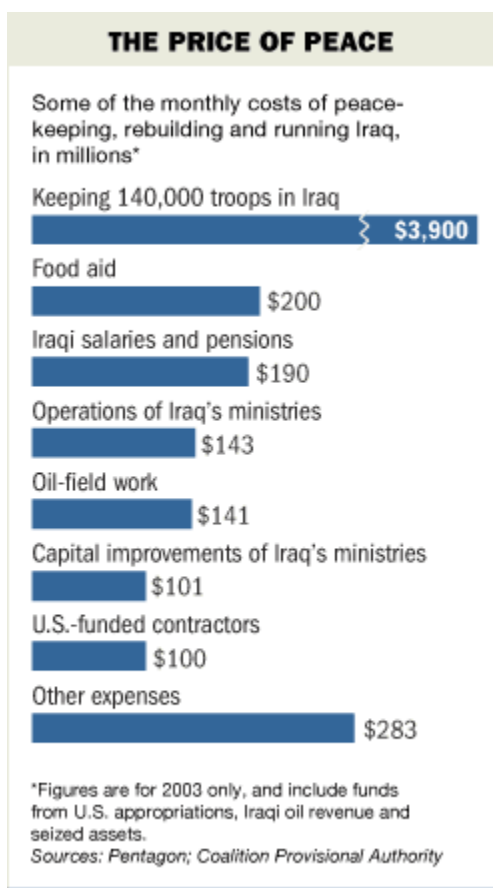 THE PRICE OF PEACE
Some of the monthly costs of peace-
keeping, rebuilding and running Iraq,
in millions*
Keeping 140,000 troops in Iraq
$3,900
Food aid
$200
Iraqi salaries and pensions
$190
Operations of Iraq's ministries
$143
Oil-field work
$141
Capital improvements of Iraq's ministries
$101
U.S.-funded contractors
$100
Other expenses
$283
*Figures are for 2003 only, and include funds
from U.S. appropriations, Iraqi oil revenue and
seized assets.
Sources: Pentagon; Coalition Provisional Authority